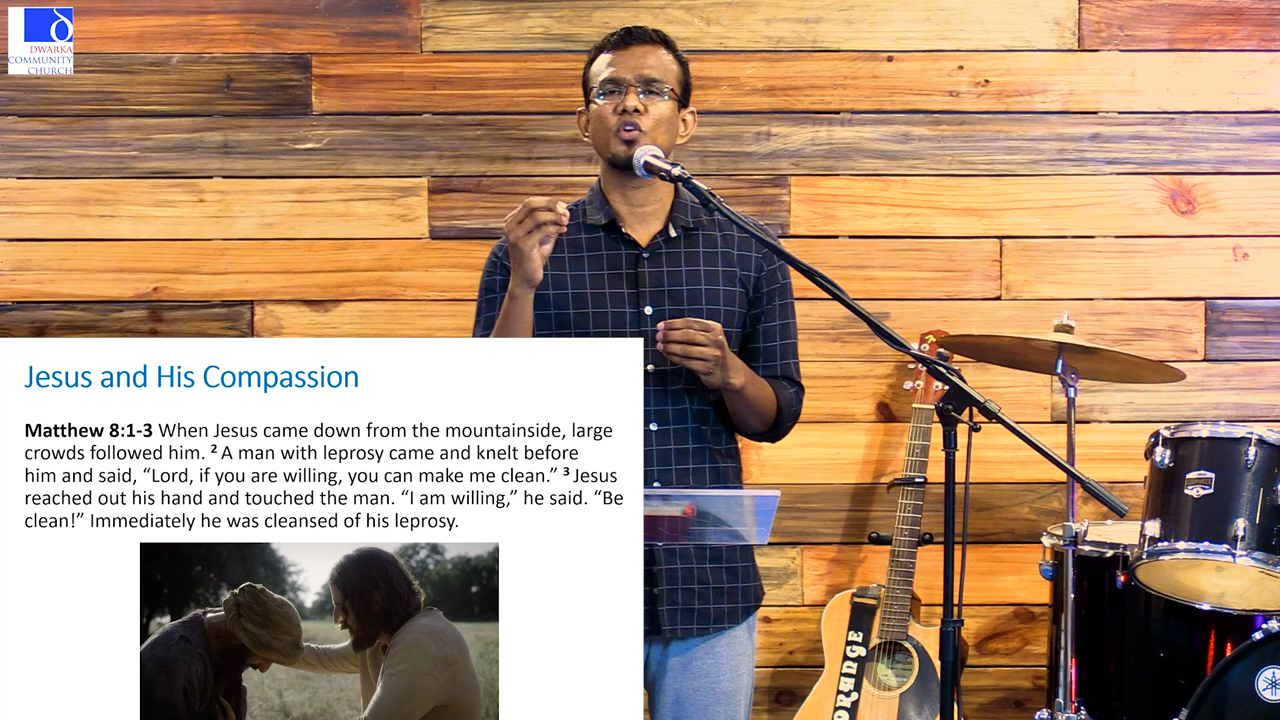 DWARKA
COMMUNITY
CHURCH
Jesus and His Compassion
Matthew 8:1-3 When Jesus came down from the mountainside, large
crowds followed him. ² A man with leprosy came and knelt before
him and said, “Lord, if you are willing, you can make me clean.” ³ Jesus
reached out his hand and touched the man. “I am willing,” he said. “Be
clean!” Immediately he was cleansed of his leprosy.
ORANGE